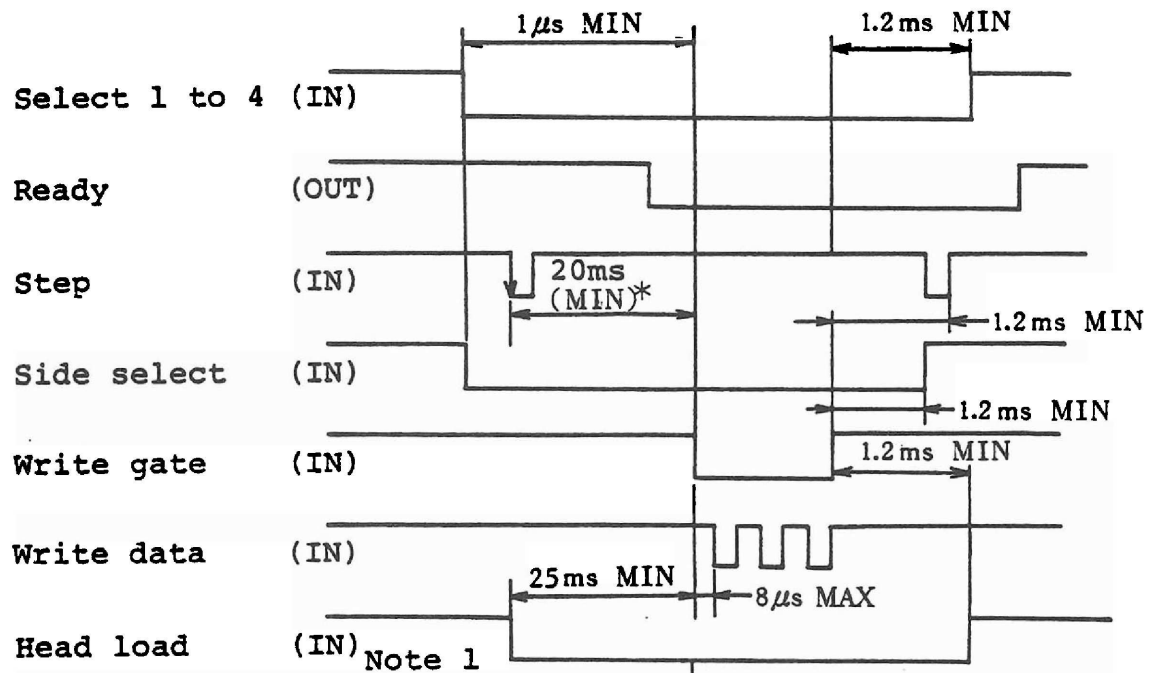 1μs MIN 1.2ms MIN
Select 1 to 4 (IN)
Ready (OUT)
Step (IN) 20ms
(MIN)*
1.2ms MIN
Side select (IN)
1.2ms MIN
Write gate (IN) 1.2ms MIN
Write data (IN)
25ms MIN 8μs MAX
Head load (IN) Note 1